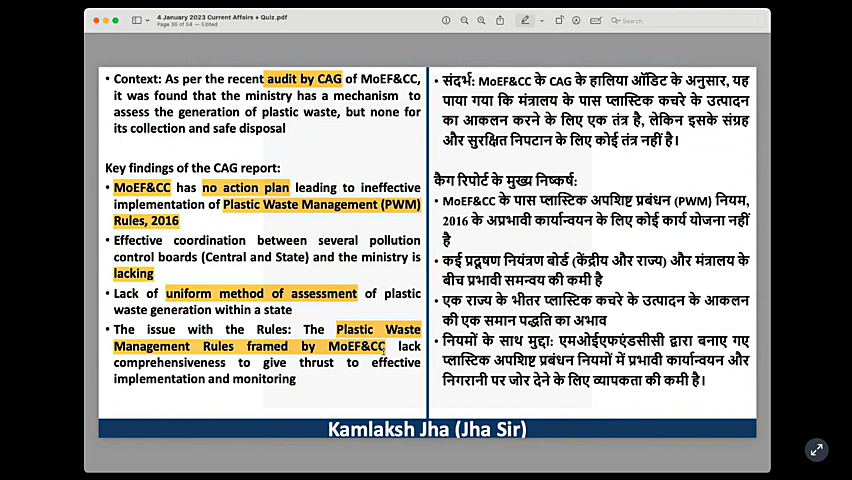 4 January 2023 Current Affairs + Quiz.pdf
Page 36 of 54 — Edited
Search
• Context: As per the recent audit by CAG of MoEF&CC,
it was found that the ministry has a mechanism to
assess the generation of plastic waste, but none for
its collection and safe disposal
Key findings of the CAG report:
• MoEF&CC has no action plan leading to ineffective
implementation of Plastic Waste Management (PWM)
Rules, 2016
• Effective coordination between several pollution
control boards (Central and State) and the ministry is
lacking
• Lack of uniform method of assessment of plastic
waste generation within a state
• The issue with the Rules: The Plastic Waste
Management Rules framed by MoEF&CC lack
comprehensiveness to give thrust to effective
implementation and monitoring
• संदर्भ: MoEF&CC के CAG के हालिया ऑडिट के अनुसार, यह
पाया गया कि मंत्रालय के पास प्लास्टिक कचरे के उत्पादन
का आकलन करने के लिए एक तंत्र है, लेकिन इसके संग्रह
और सुरक्षित निपटान के लिए कोई तंत्र नहीं है।
कैग रिपोर्ट के मुख्य निष्कर्ष:
• MoEF&CC के पास प्लास्टिक अपशिष्ट प्रबंधन (PWM) नियम,
2016 के अप्रभावी कार्यान्वयन के लिए कोई कार्य योजना नहीं
है
• कई प्रदूषण नियंत्रण बोर्ड (केंद्रीय और राज्य) और मंत्रालय के
बीच प्रभावी समन्वय की कमी है
• एक राज्य के भीतर प्लास्टिक कचरे के उत्पादन के आकलन
की एक समान पद्धति का अभाव
• नियमों के साथ मुद्दा: एमओईएफएंडसीसी द्वारा बनाए गए
प्लास्टिक अपशिष्ट प्रबंधन नियमों में प्रभावी कार्यान्वयन और
निगरानी पर जोर देने के लिए व्यापकता की कमी है।
Kamlaksh Jha (Jha Sir)